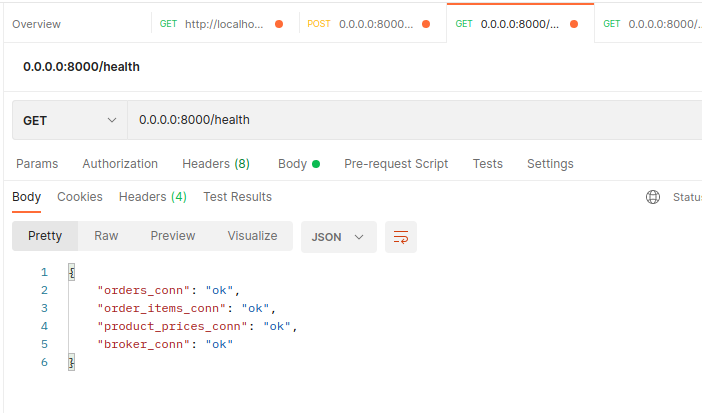 Overview GET http://localho... POST 0.0.0.0:8000... GET 0.0.0.0:8000/... GET 0.0.0.0:8000/...
0.0.0.0:8000/health
GET 0.0.0.0:8000/health
Params Authorization Headers (8) Body Pre-request Script Tests Settings
Body Cookies Headers (4) Test Results Status
Pretty Raw Preview Visualize JSON
1 {
2 "orders_conn": "ok",
3 "order_items_conn": "ok",
4 "product_prices_conn": "ok",
5 "broker_conn": "ok"
6 }